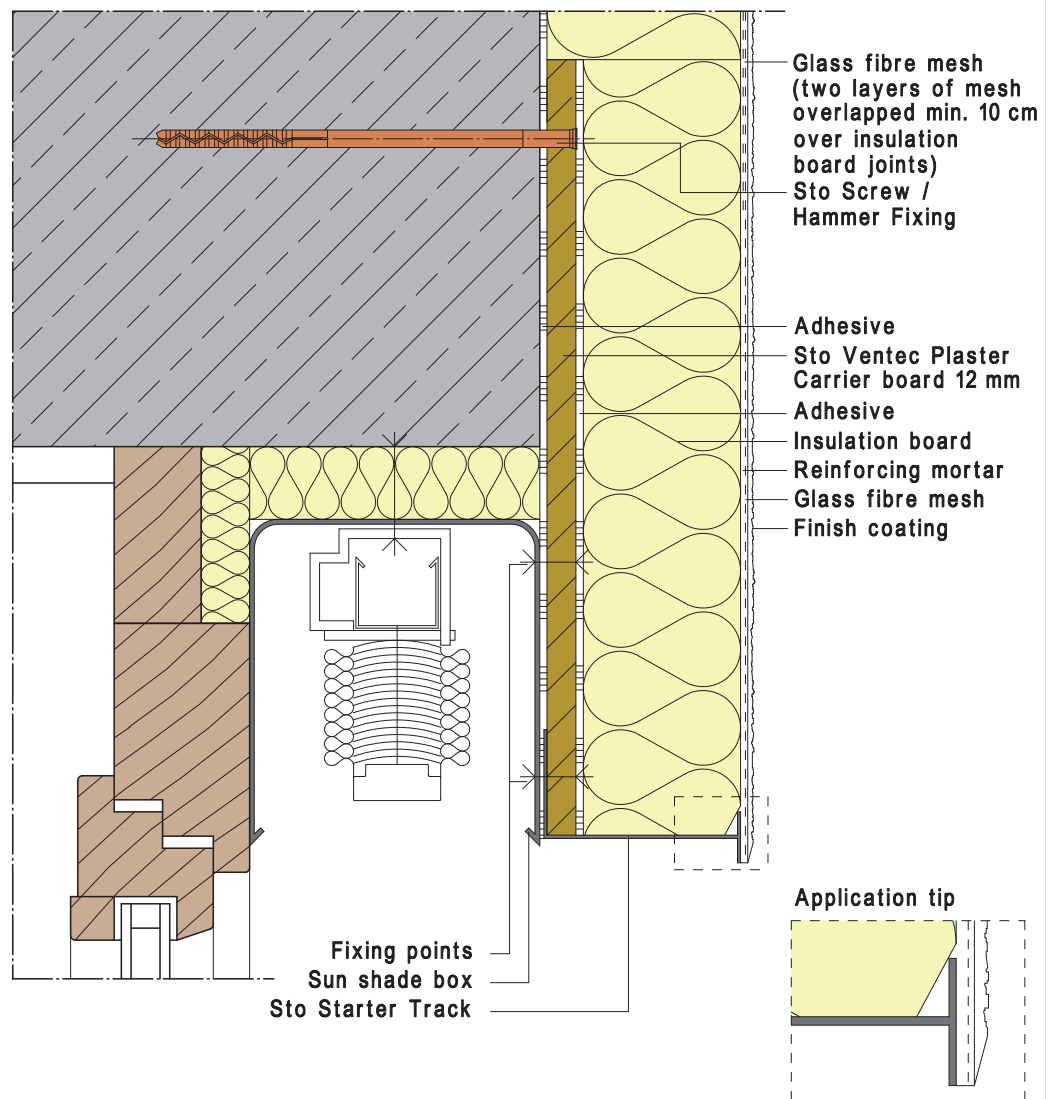 Glass fibre mesh
(two layers of mesh
overlapped min. 10 cm
over insulation
board joints)
Sto Screw /
Hammer Fixing
Adhesive
Sto Ventec Plaster
Carrier board 12 mm
Adhesive
Insulation board
Reinforcing mortar
Glass fibre mesh
Finish coating
Application tip
Fixing points
Sun shade box
Sto Starter Track